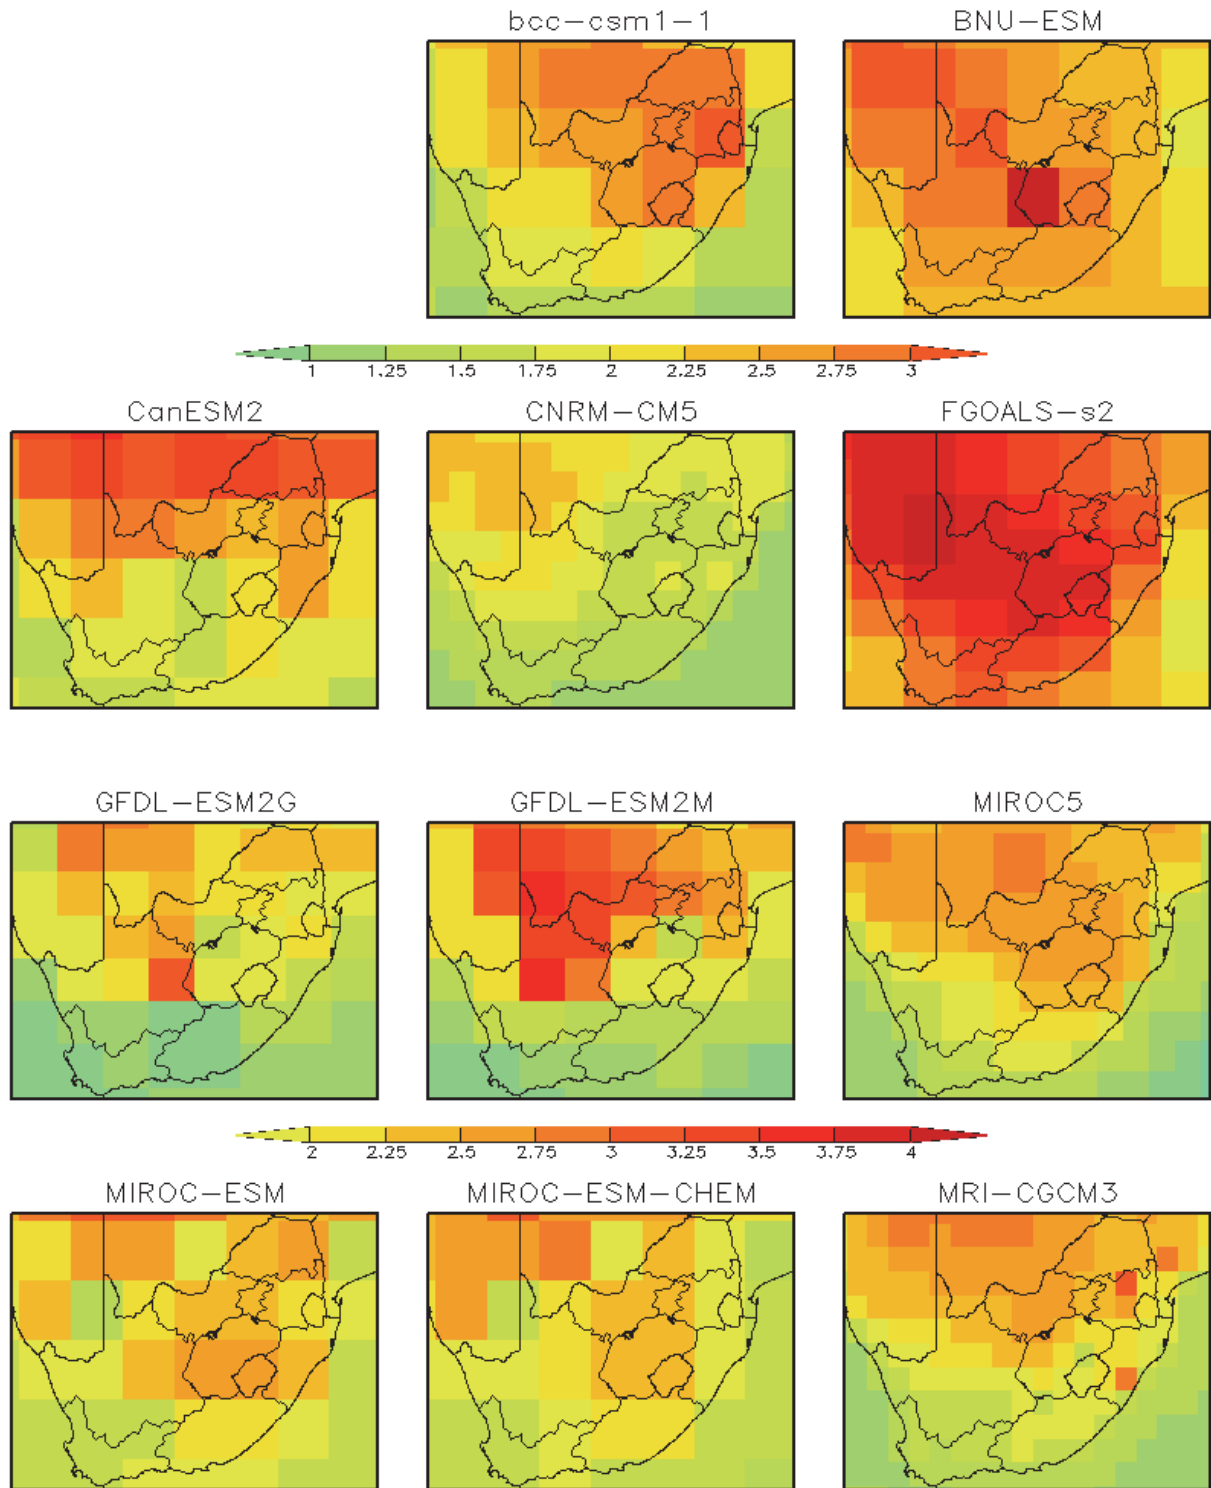 bcc-csm1-1 BNU-ESM
1 1.25 1.5 1.75 2 2.25 2.5 2.75 3
CanESM2 CNRM-CM5 FGOALS-s2
GFDL-ESM2G GFDL-ESM2M MIROC5
2 2.25 2.5 2.75 3 3.25 3.5 3.75 4
MIROC-ESM MIROC-ESM-CHEM MRI-CGCM3